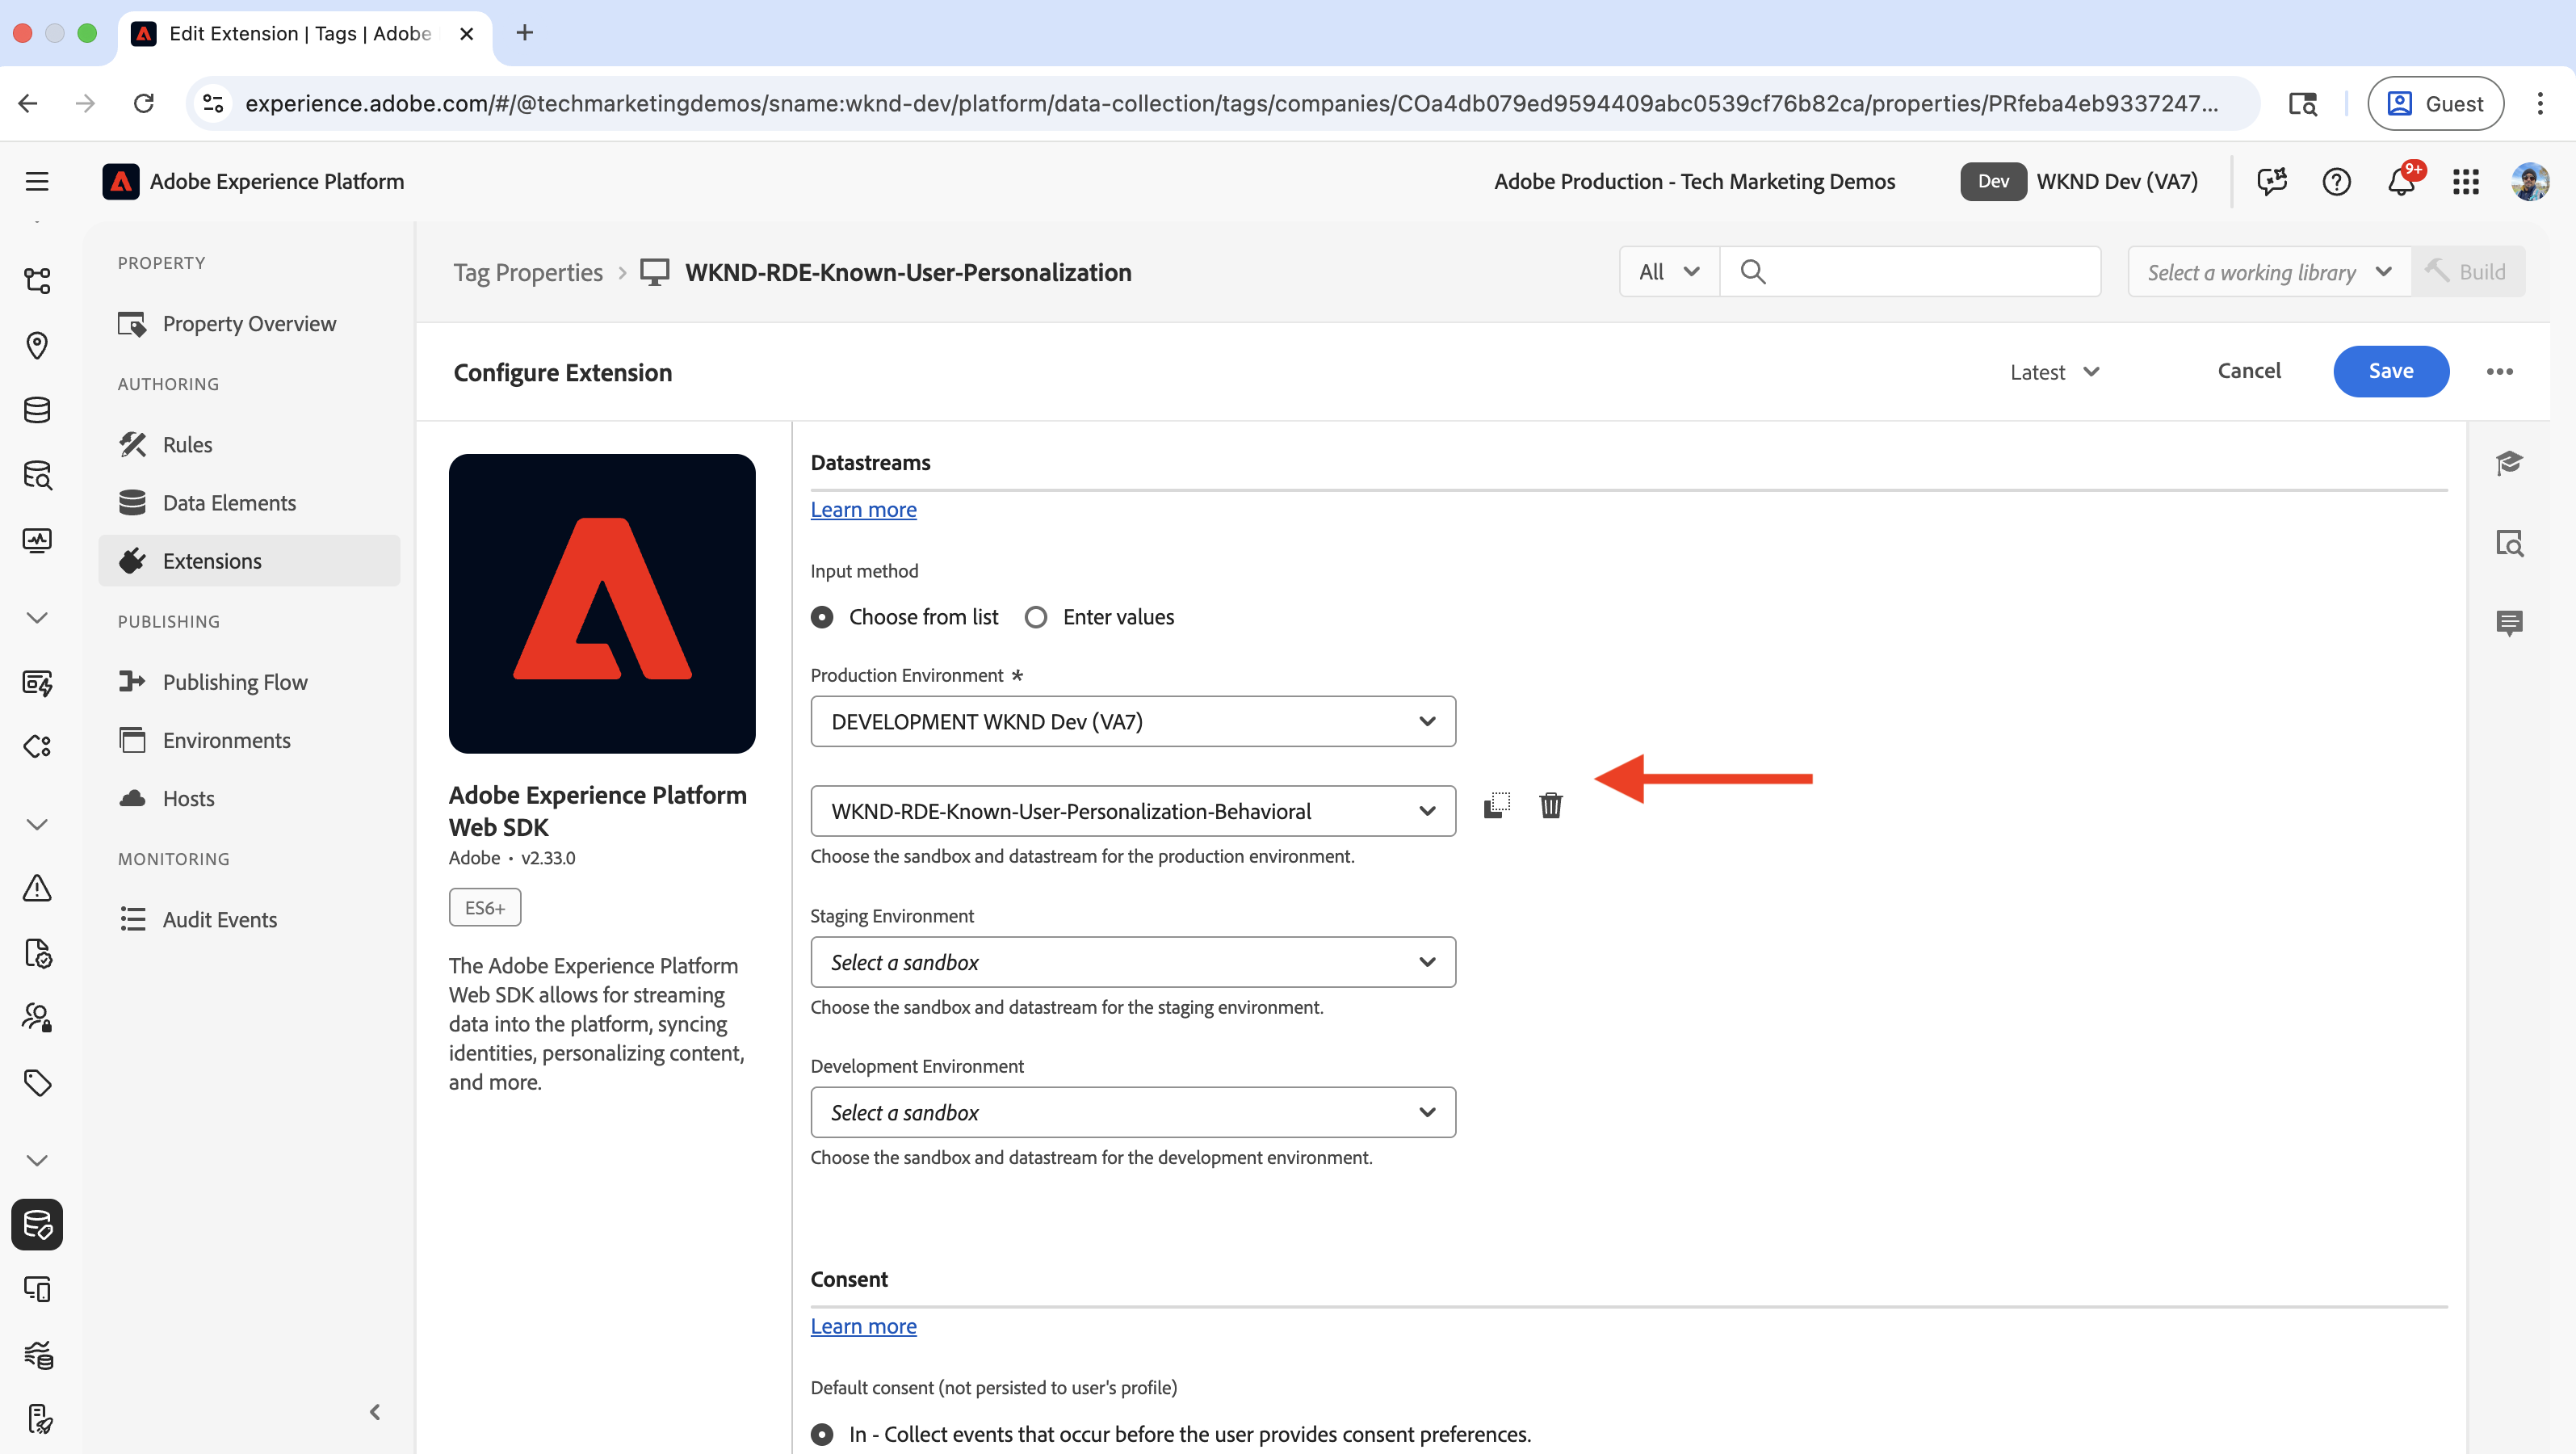 Edit Extension | Tags | Adobe
experience.adobe.com/#/@techmarketingdemos/sname:wknd-dev/platform/data-collection/tags/companies/COa4db079ed9594409abc0539cf76b82ca/properties/PRfeba4eb9337247...
Guest
Adobe Experience Platform
Adobe Production - Tech Marketing Demos
Dev
WKND Dev (VA7)
9+
PROPERTY
Property Overview
AUTHORING
Rules
Data Elements
Extensions
PUBLISHING
Publishing Flow
Environments
Hosts
MONITORING
Audit Events
Tag Properties
WKND-RDE-Known-User-Personalization
All
Select a working library
Build
Configure Extension
Latest
Cancel
Save
Adobe Experience Platform
Web SDK
Adobe • v2.33.0
ES6+
The Adobe Experience Platform
Web SDK allows for streaming
data into the platform, syncing
identities, personalizing content,
and more.
Datastreams
Learn more
Input method
Choose from list
Enter values
Production Environment *
DEVELOPMENT WKND Dev (VA7)
WKND-RDE-Known-User-Personalization-Behavioral
Choose the sandbox and datastream for the production environment.
Staging Environment
Select a sandbox
Choose the sandbox and datastream for the staging environment.
Development Environment
Select a sandbox
Choose the sandbox and datastream for the development environment.
Consent
Learn more
Default consent (not persisted to user's profile)
In - Collect events that occur before the user provides consent preferences.